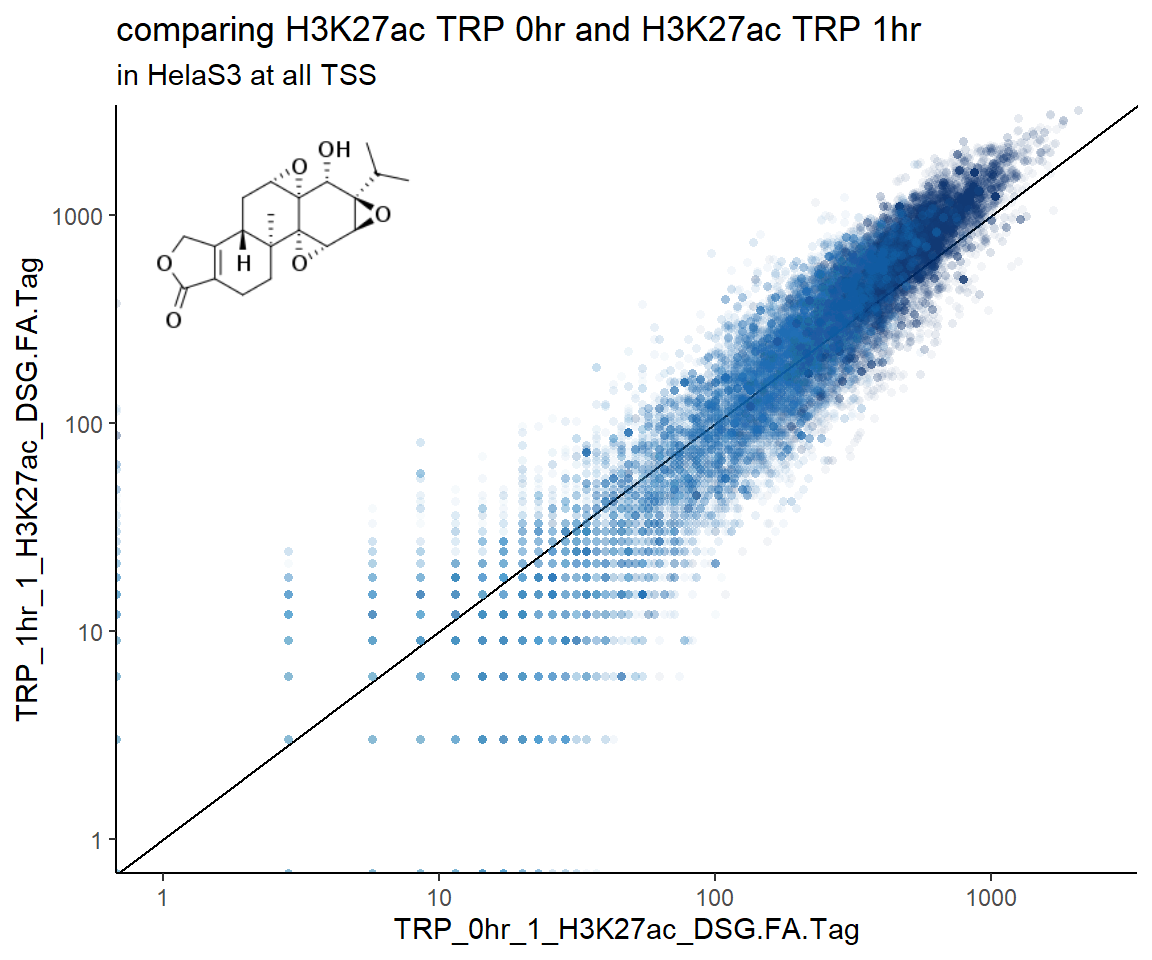 comparing H3K27ac TRP 0hr and H3K27ac TRP 1hr
in HelaS3 at all TSS
OH
O
O
O
H
O
O
1000
100
10
1
TRP_1hr_1_H3K27ac_DSG.FA.Tag
1 10 100 1000
TRP_0hr_1_H3K27ac_DSG.FA.Tag